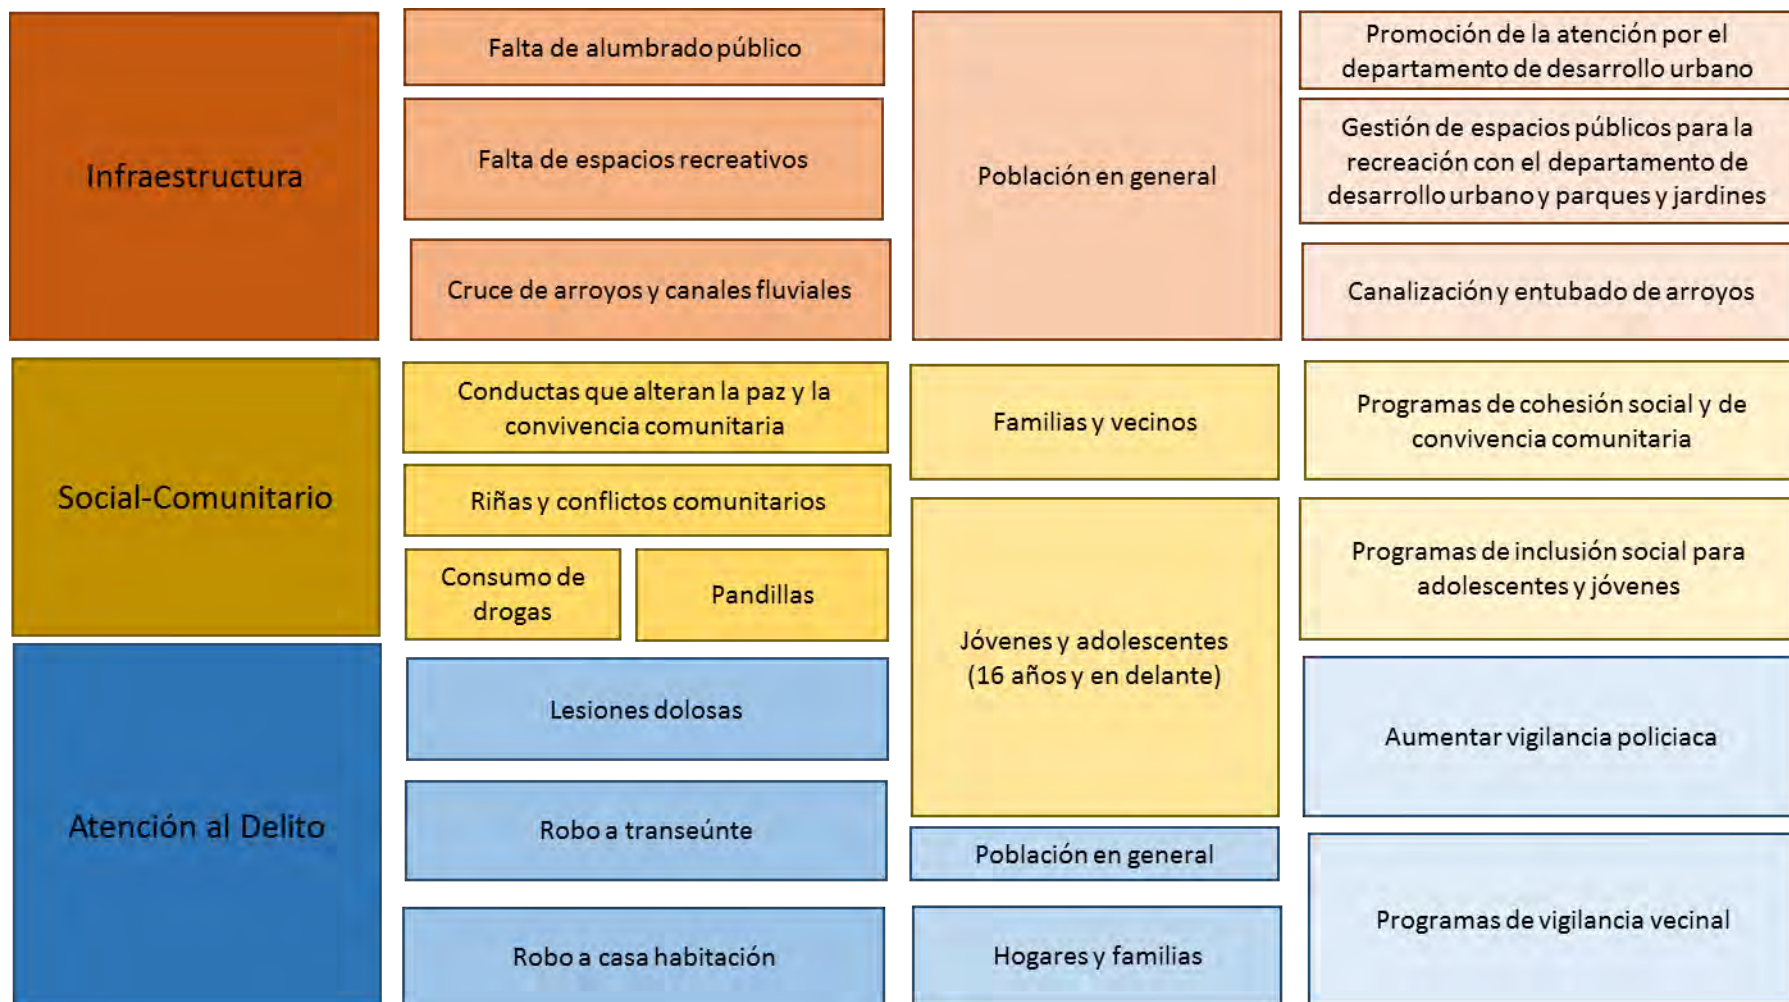 Infraestructura
Falta de alumbrado público
Falta de espacios recreativos
Cruce de arroyos y canales fluviales
Población en general
Promoción de la atención por el
departamento de desarrollo urbano
Gestión de espacios públicos para la
recreación con el departamento de
desarrollo urbano y parques y jardines
Canalización y entubado de arroyos
Social-Comunitario
Conductas que alteran la paz y la
convivencia comunitaria
Riñas y conflictos comunitarios
Consumo de
drogas
Pandillas
Familias y vecinos
Jóvenes y adolescentes
(16 años y en delante)
Programas de cohesión social y de
convivencia comunitaria
Programas de inclusión social para
adolescentes y jóvenes
Atención al Delito
Lesiones dolosas
Robo a transeúnte
Robo a casa habitación
Población en general
Hogares y familias
Aumentar vigilancia policiaca
Programas de vigilancia vecinal